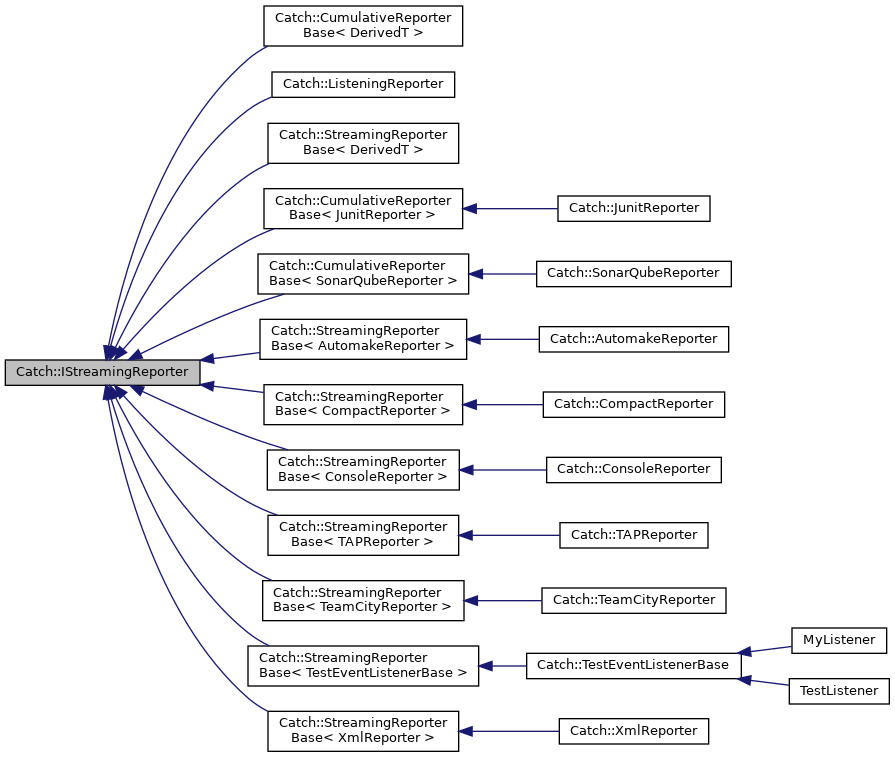 Catch::CumulativeReporter
Base< DerivedT >
Catch::ListeningReporter
Catch::StreamingReporter
Base< DerivedT >
Catch::CumulativeReporter
Base< JunitReporter >
Catch::JunitReporter
Catch::CumulativeReporter
Base< SonarQubeReporter >
Catch::SonarQubeReporter
Catch::StreamingReporter
Base< AutomakeReporter >
Catch::AutomakeReporter
Catch::IStreamingReporter
Catch::StreamingReporter
Base< CompactReporter >
Catch::CompactReporter
Catch::StreamingReporter
Base< ConsoleReporter >
Catch::ConsoleReporter
Catch::StreamingReporter
Base< TAPReporter >
Catch::TAPReporter
Catch::StreamingReporter
Base< TeamCityReporter >
Catch::TeamCityReporter
Catch::StreamingReporter
Base< TestEventListenerBase >
Catch::TestEventListenerBase
MyListener
TestListener
Catch::StreamingReporter
Base< XmlReporter >
Catch::XmlReporter